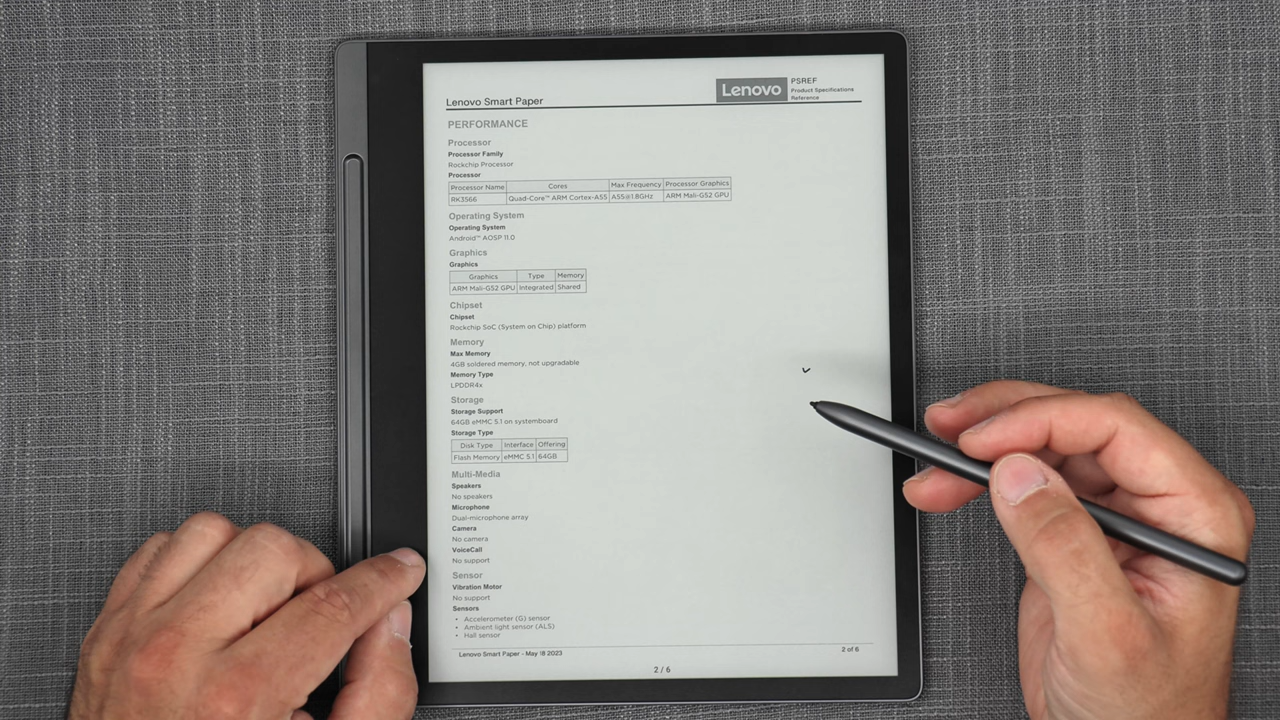 Lenovo Smart Paper
Lenovo
PSREF
Product Specifications
Reference
PERFORMANCE
Processor
Processor Family
Rockchip Processor
Processor
Processor Name Cores Max Frequency Processor Graphics
RK3566 Quad-Core™ ARM Cortex-A55 A55@1.8GHz ARM Mali-G52 GPU
Operating System
Operating System
Android™ AOSP 11.0
Graphics
Graphics
Graphics Type Memory
ARM Mali-G52 GPU Integrated Shared
Chipset
Chipset
Rockchip SoC (System on Chip) platform
Memory
Max Memory
4GB soldered memory, not upgradable
Memory Type
LPDDR4x
Storage
Storage Support
64GB eMMC 5.1 on systemboard
Storage Type
Disk Type Interface Offering
Flash Memory eMMC 5.1 64GB
Multi-Media
Speakers
No speakers
Microphone
Dual-microphone array
Camera
No camera
VoiceCall
No support
Sensor
Vibration Motor
No support
Sensors
• Accelerometer (G) sensor
• Ambient light sensor (ALS)
• Hall sensor
Lenovo Smart Paper - May 18 2023
2 of 6
2 / 6